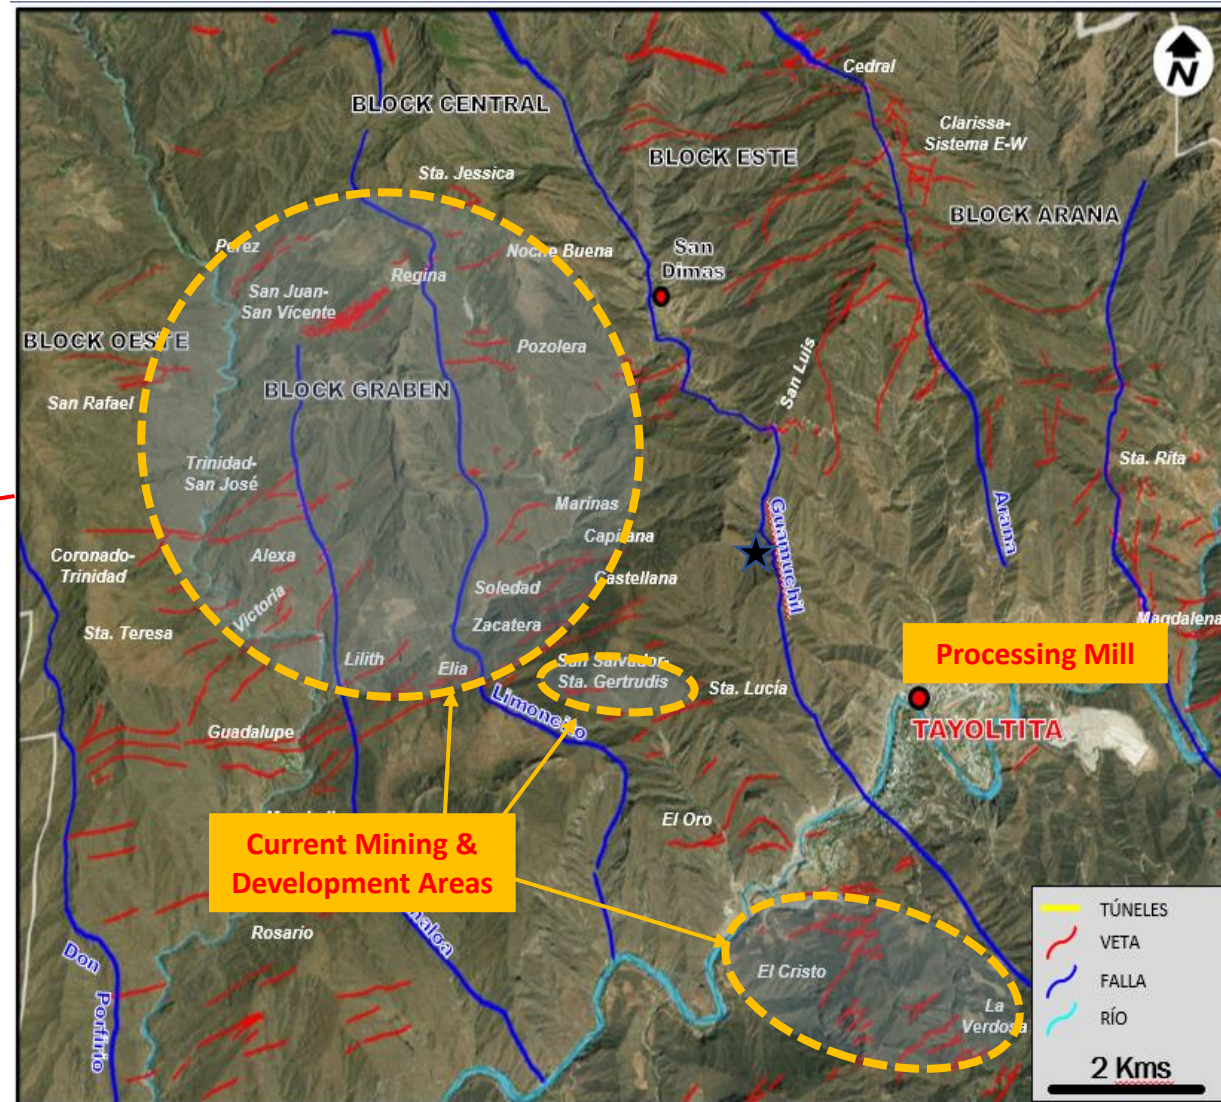 N
Cedral
BLOCK CENTRAL
Clarissa-
Sistema E-W
BLOCK ESTE
Sta. Jessica
BLOCK ARANA
Perez
Noche Buena
San
Dimas
Regina
San Juan-
San Vicente
BLOCK OESTE
Pozolera
San Luis
BLOCK GRABEN
San Rafael
Trinidad-
San José
Sta. Rita
Marinas
Guamuchil
Arana
Capitana
Coronado-
Trinidad
Alexa
Castellana
Soledad
Victoria
Zacatera
Magdalena
Sta. Teresa
Processing Mill
Lilith
Elia
San Salvador-
Sta. Gertrudis
Sta. Lucía
Limoncito
TAYOLTITA
Guadalupe
El Oro
Current Mining &
Development Areas
Rosario
Don
Porfirio
El Cristo
La
Verdosa
TÚNELES
VETA
FALLA
RÍO
2 Kms